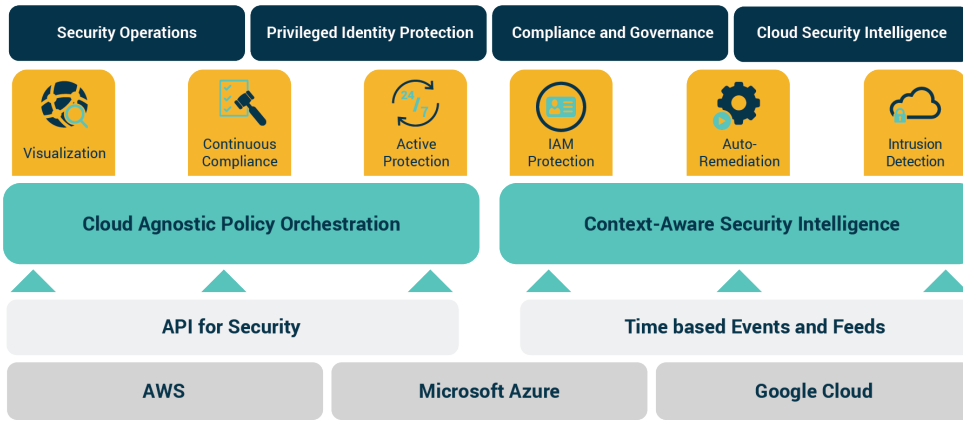 Security Operations
Privileged Identity Protection
Compliance and Governance
Cloud Security Intelligence
Visualization
Continuous
Compliance
24/7
Active
Protection
IAM
Protection
Auto-
Remediation
Intrusion
Detection
Cloud Agnostic Policy Orchestration
Context-Aware Security Intelligence
API for Security
Time based Events and Feeds
AWS
Microsoft Azure
Google Cloud